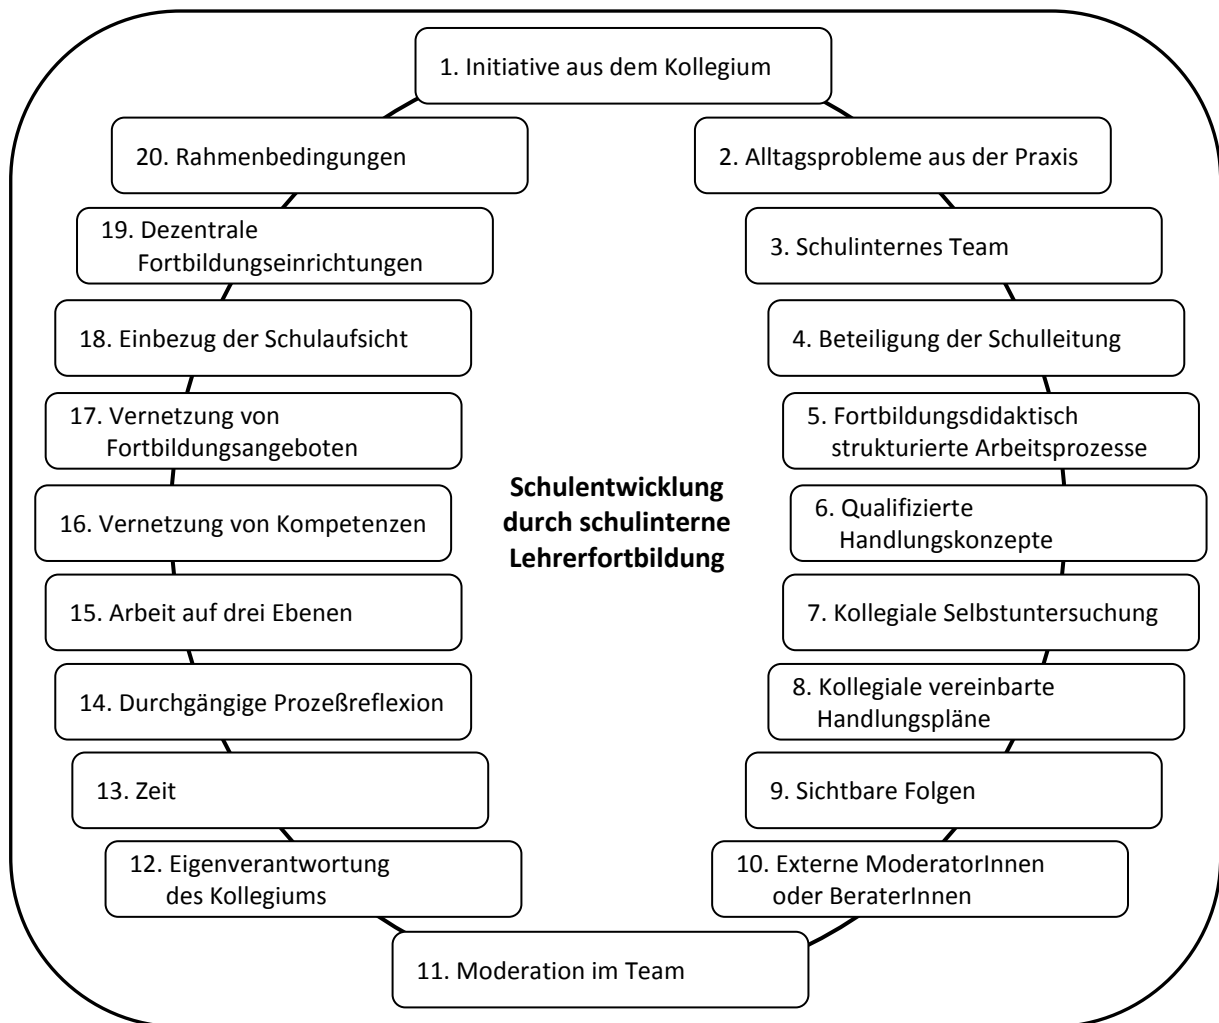 1. Initiative aus dem Kollegium
2. Alltagsprobleme aus der Praxis
3. Schulinternes Team
4. Beteiligung der Schulleitung
5. Fortbildungsdidaktisch
strukturierte Arbeitsprozesse
6. Qualifizierte
Handlungskonzepte
7. Kollegiale Selbstuntersuchung
8. Kollegiale vereinbarte
Handlungspläne
9. Sichtbare Folgen
10. Externe ModeratorInnen
oder BeraterInnen
11. Moderation im Team
12. Eigenverantwortung
des Kollegiums
13. Zeit
14. Durchgängige Prozeßreflexion
15. Arbeit auf drei Ebenen
16. Vernetzung von Kompetenzen
17. Vernetzung von
Fortbildungsangeboten
18. Einbezug der Schulaufsicht
19. Dezentrale
Fortbildungseinrichtungen
20. Rahmenbedingungen
Schulentwicklung
durch schulinterne
Lehrerfortbildung